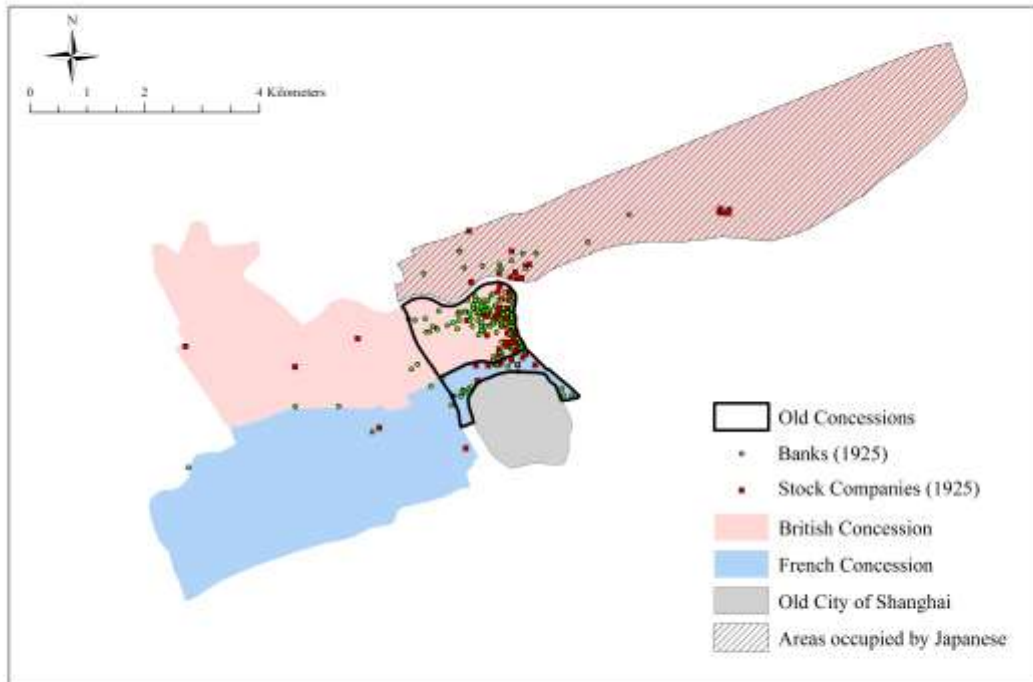 N
0 1 2 4 Kilometers
Old Concessions
Banks (1925)
Stock Companies (1925)
British Concession
French Concession
Old City of Shanghai
Areas occupied by Japanese